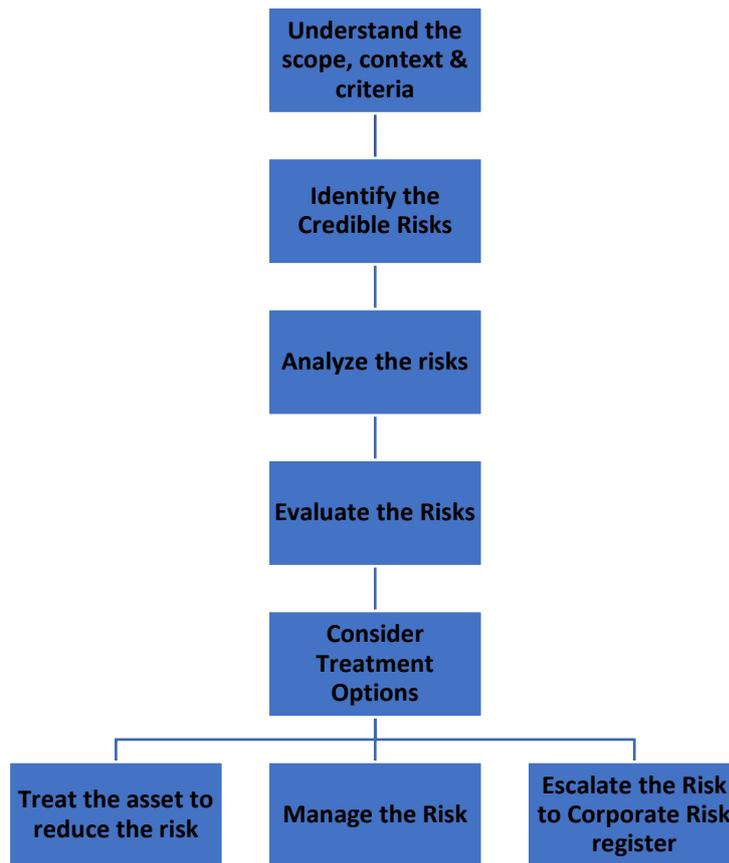 Understand the
scope, context &
criteria
Identify the
Credible Risks
Analyze the risks
Evaluate the Risks
Consider
Treatment
Options
Treat the asset to
reduce the risk
Manage the Risk
Escalate the Risk
to Corporate Risk
register